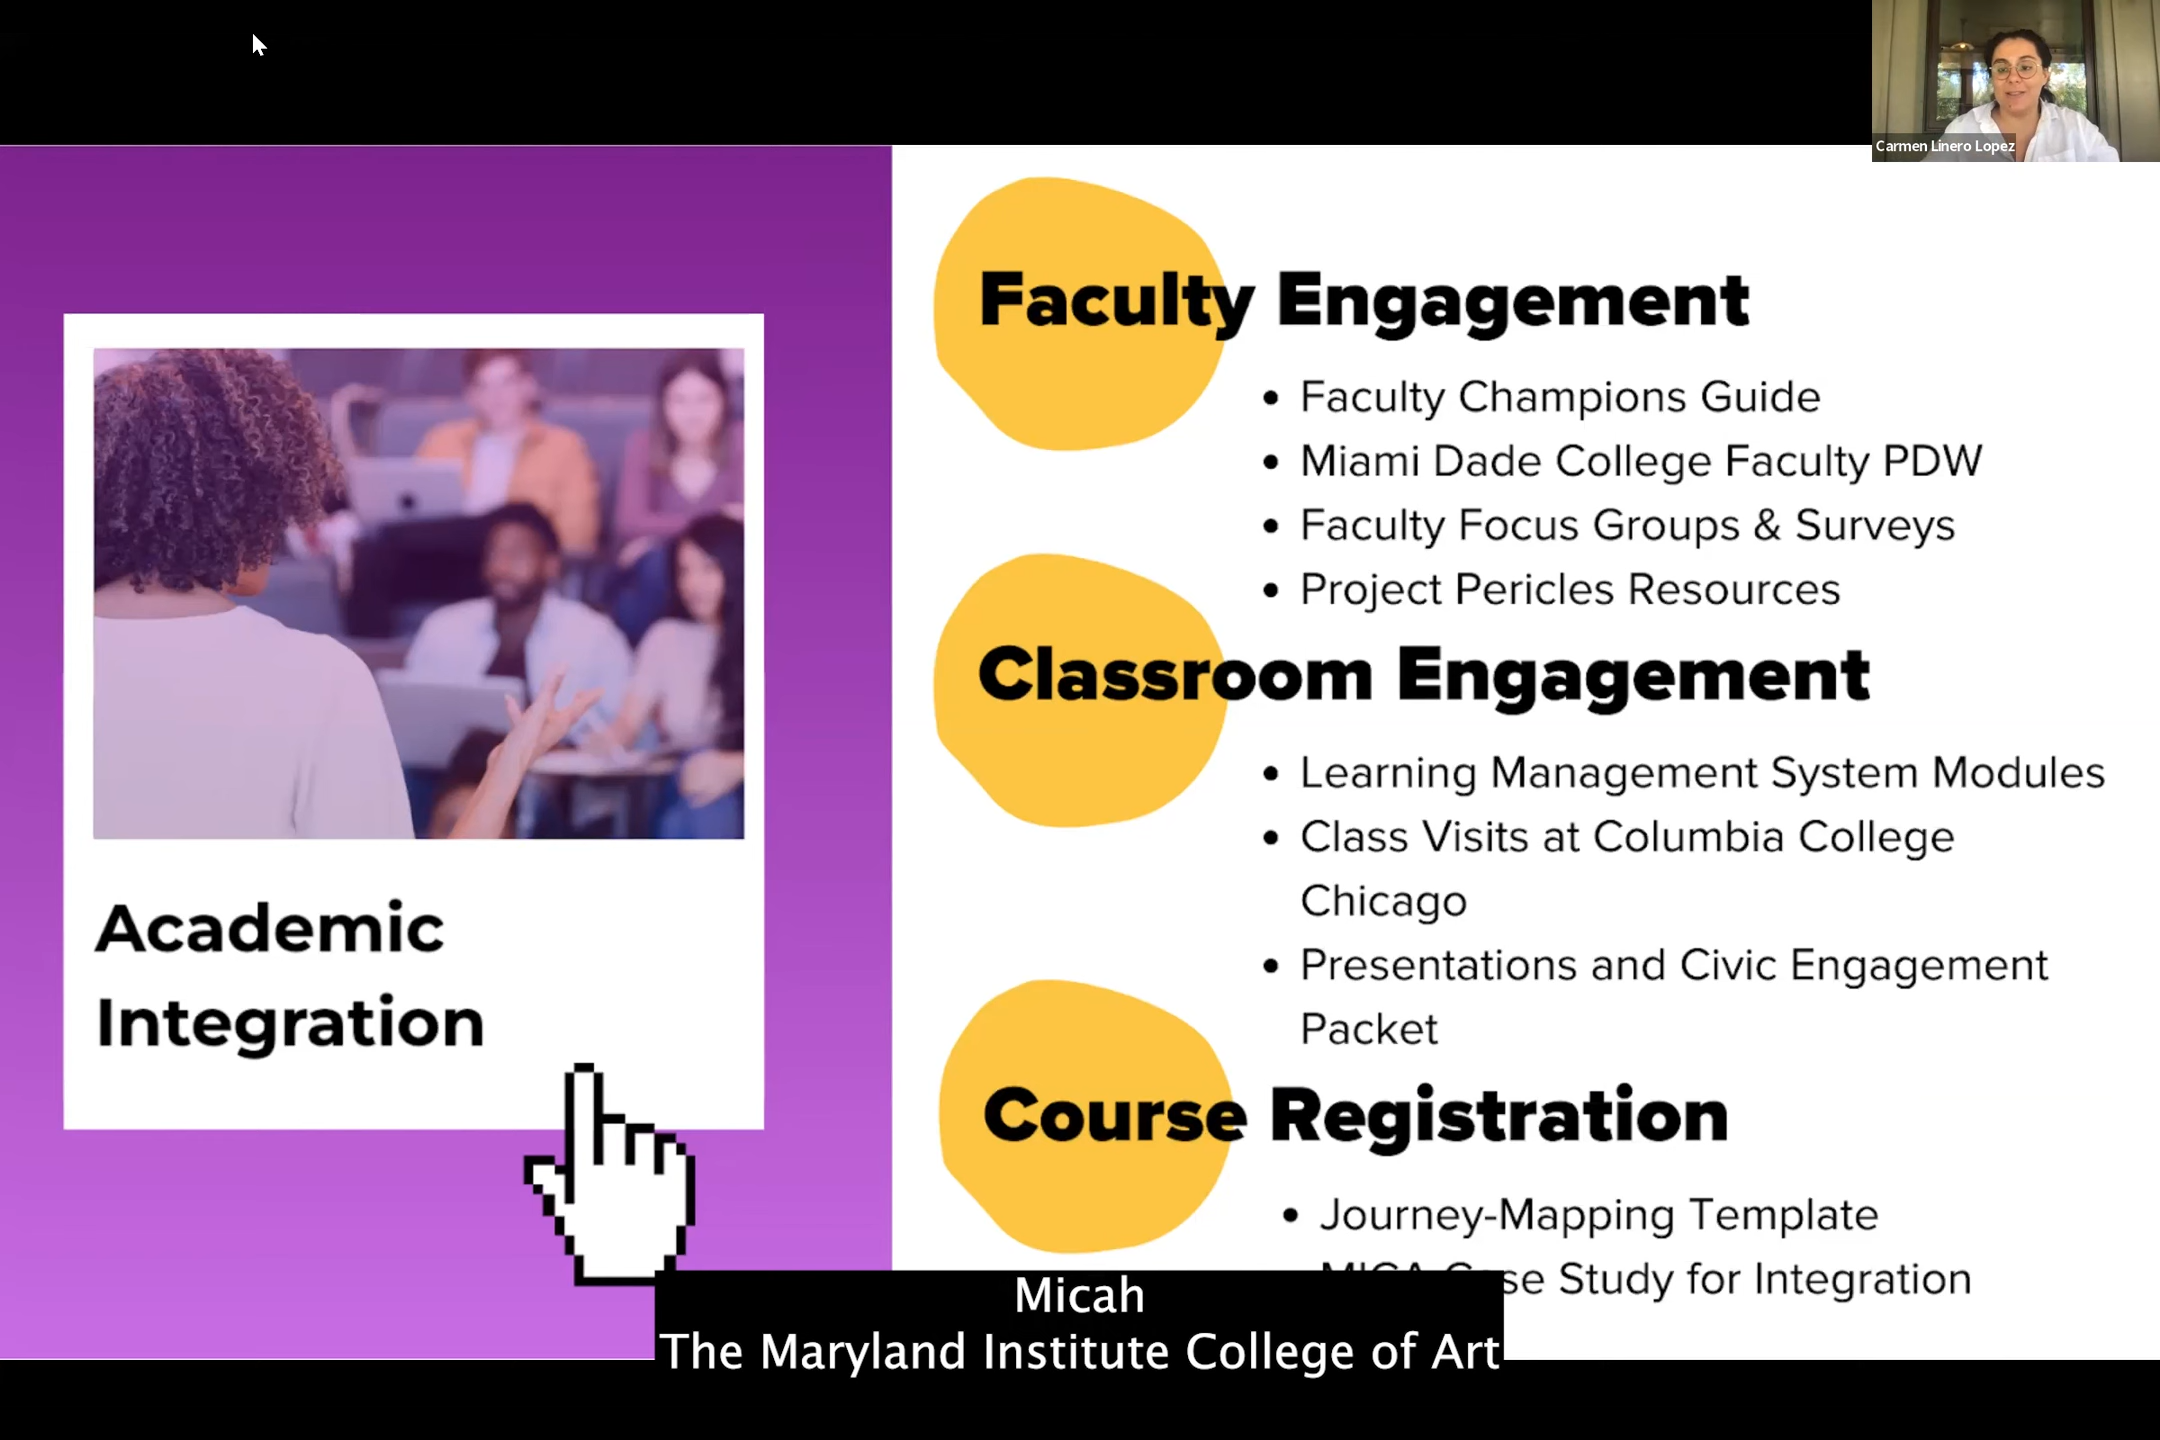 Carmen Linero Lopez
Faculty Engagement
• Faculty Champions Guide
• Miami Dade College Faculty PDW
• Faculty Focus Groups & Surveys
• Project Pericles Resources
Classroom Engagement
• Learning Management System Modules
• Class Visits at Columbia College
Chicago
• Presentations and Civic Engagement
Packet
Course Registration
• Journey-Mapping Template
MICA Case Study for Integration
Academic
Integration
Micah
The Maryland Institute College of Art